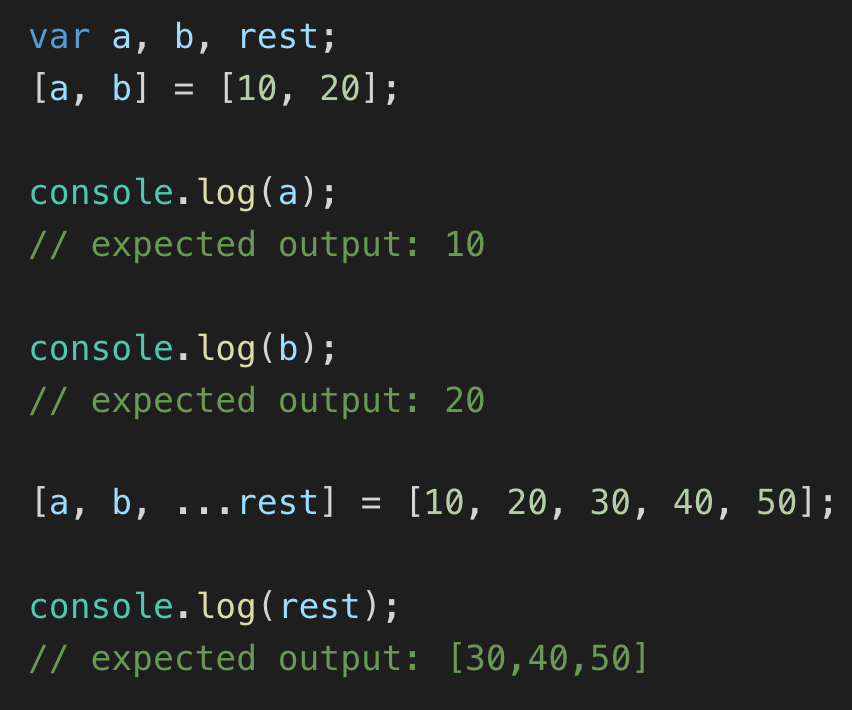 var a, b, rest;
[a, b] = [10, 20];
console.log(a);
// expected output: 10
console.log(b);
// expected output: 20
[a, b, ...rest] = [10, 20, 30, 40, 50];
console.log(rest);
// expected output: [30,40,50]